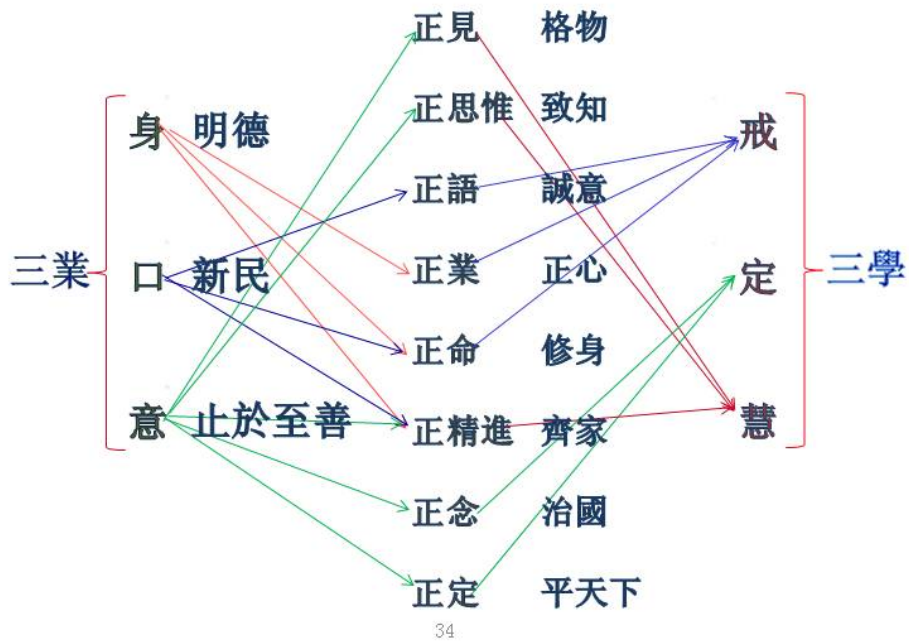 正見 格物
正思惟 致知
身 明德 戒
正語 誠意
三業 口 新民 正業 正心 定 三學
正命 修身
意 止於至善 正精進 齊家 慧
正念 治國
正定 平天下
34